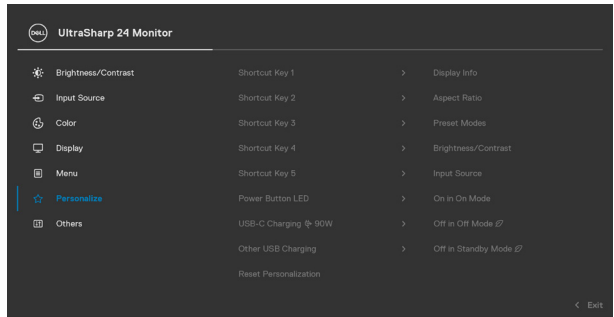 DELL UltraSharp 24 Monitor
Brightness/Contrast Shortcut Key 1 > Display Info
Input Source Shortcut Key 2 > Aspect Ratio
Color Shortcut Key 3 > Preset Modes
Display Shortcut Key 4 > Brightness/Contrast
Menu Shortcut Key 5 > Input Source
Personalize Power Button LED > On in On Mode
Others USB-C Charging 90W > Off in Off Mode
Other USB Charging > Off in Standby Mode
Reset Personalization
< Exit